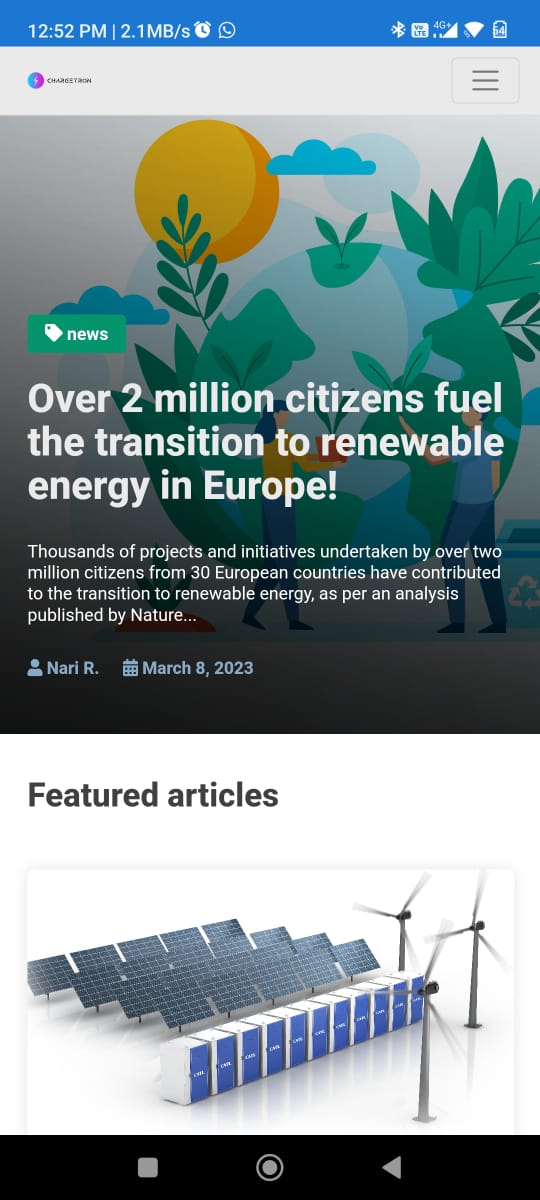 12:52 PM | 2.1MB/s
4G+
Vo
LTE
54
CHARGETRON
news
Over 2 million citizens fuel
the transition to renewable
energy in Europe!
Thousands of projects and initiatives undertaken by over two
million citizens from 30 European countries have contributed
to the transition to renewable energy, as per an analysis
published by Nature...
Nari R. March 8, 2023
Featured articles
CATL CATL CATL CATL CATL CATL CATL CATL CATL CATL